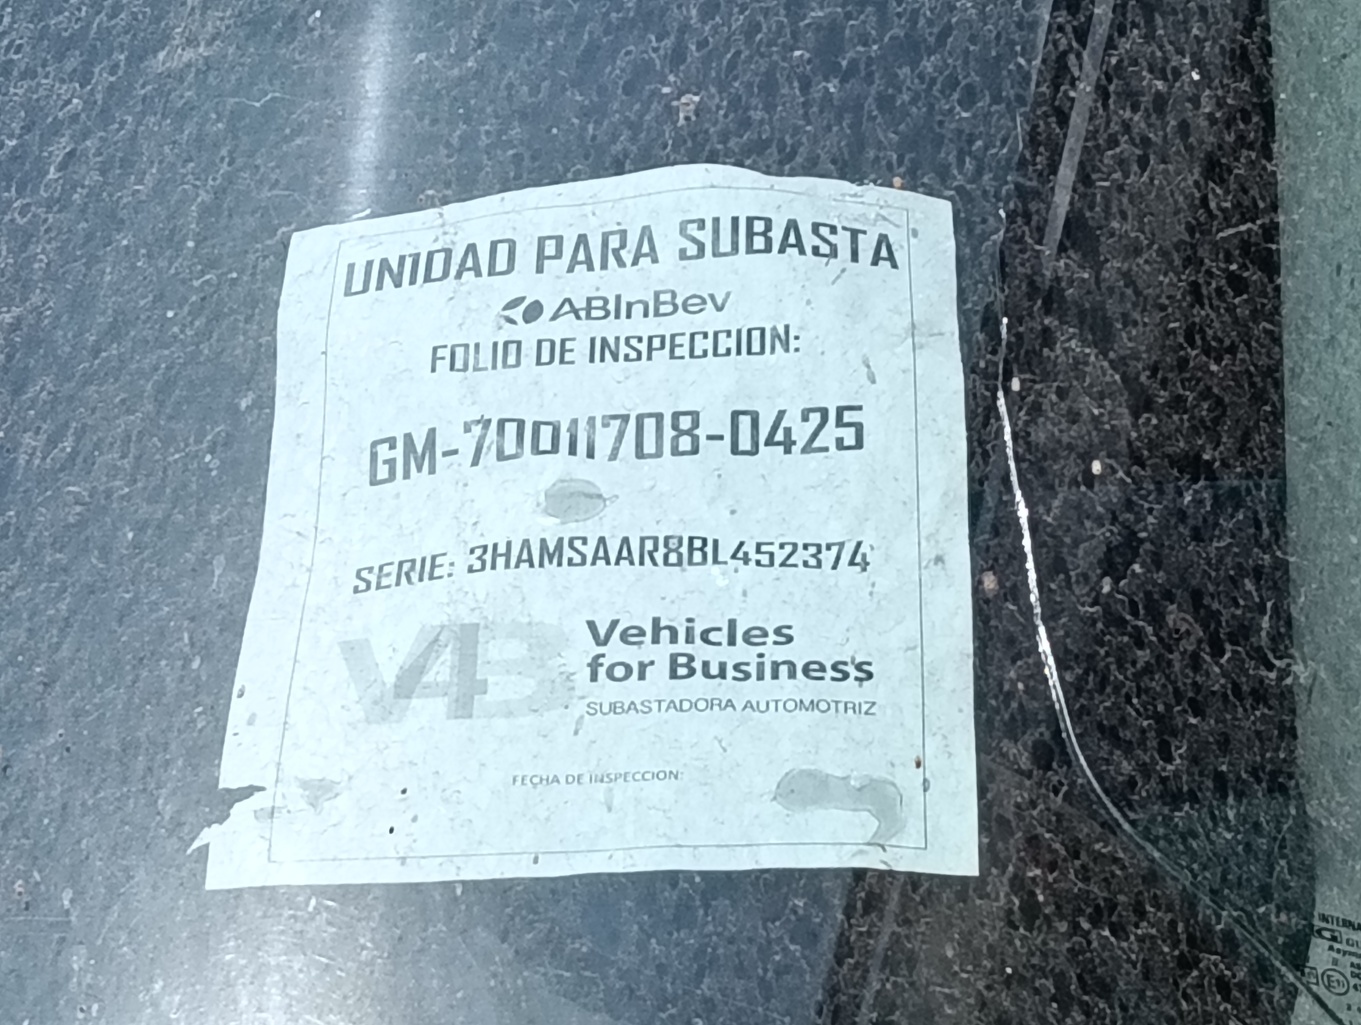 UNIDAD PARA SUBASTA
ABInBev
FOLIO DE INSPECCION:
GM-70011708-0425
SERIE: 3HAMSAAR8BL452374
V4B
Vehicles
for Business
SUBASTADORA AUTOMOTRIZ
FECHA DE INSPECCION: